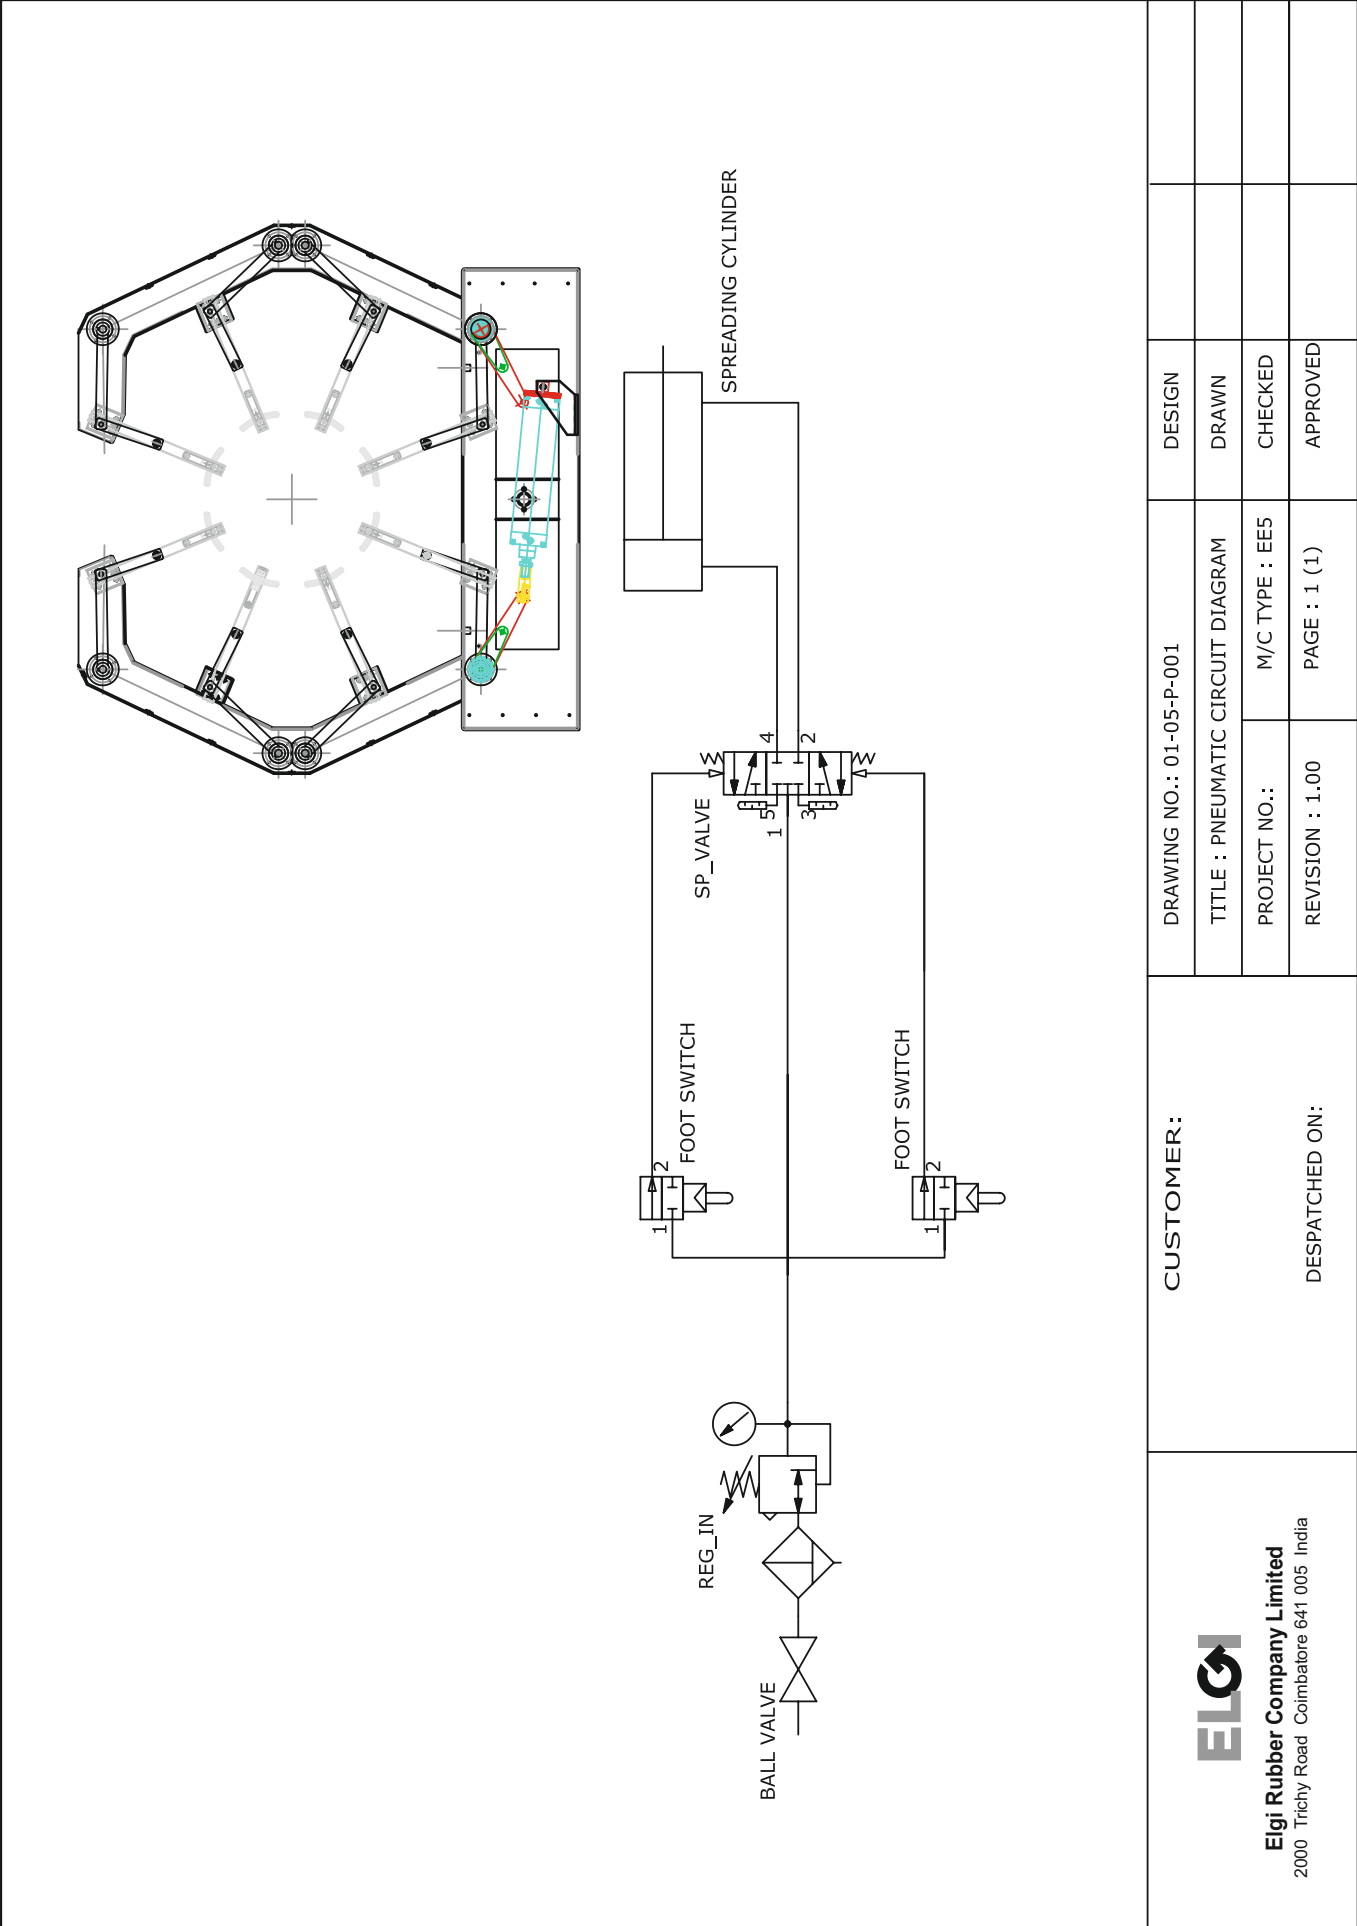 SPREADING CYLINDER
SP_VALVE
4
2
5
1
3
FOOT SWITCH
2
1
FOOT SWITCH
2
1
REG_IN
BALL VALVE
ELGI
Elgi Rubber Company Limited
2000 Trichy Road Coimbatore 641 005 India
CUSTOMER:
DESPATCHED ON:
DRAWING NO.: 01-05-P-001
DESIGN
TITLE : PNEUMATIC CIRCUIT DIAGRAM
DRAWN
PROJECT NO.:
M/C TYPE : EE5
CHECKED
REVISION : 1.00
PAGE : 1 (1)
APPROVED